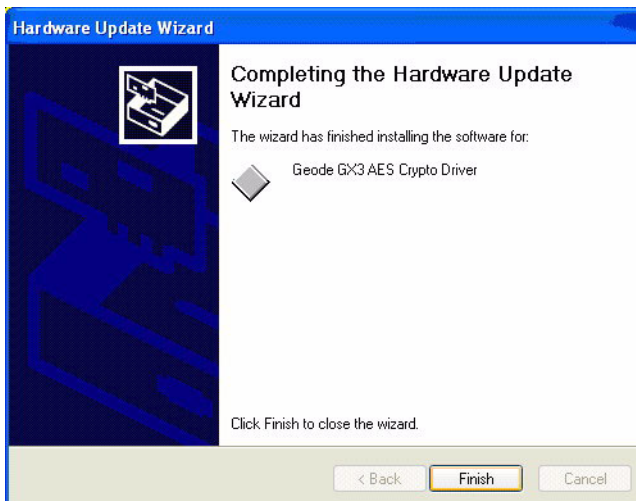 Hardware Update Wizard
Completing the Hardware Update
Wizard
The wizard has finished installing the software for:
Geode GX3 AES Crypto Driver
Click Finish to close the wizard.
< Back
Finish
Cancel